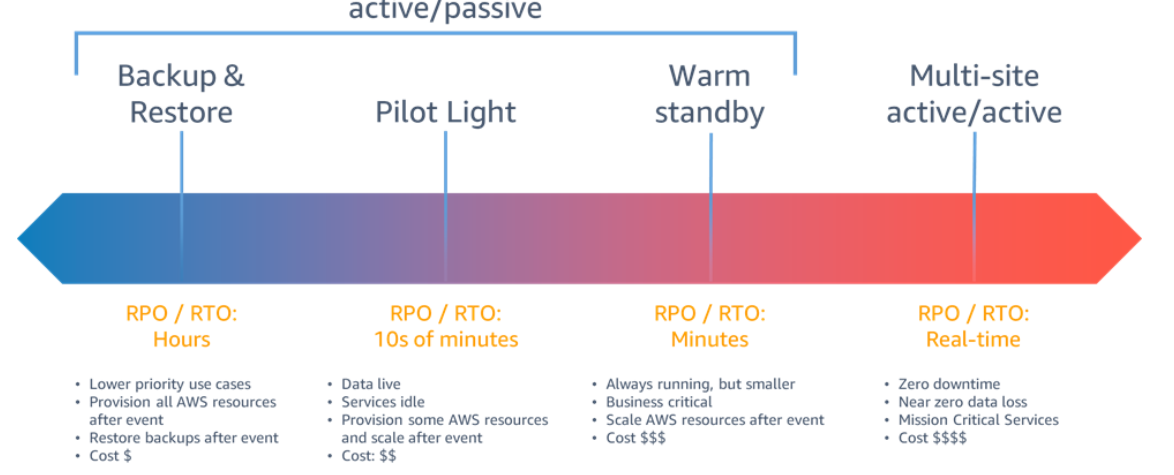 active/passive
Backup &
Restore
Pilot Light
Warm
standby
Multi-site
active/active
RPO / RTO:
Hours
RPO / RTO:
10s of minutes
RPO / RTO:
Minutes
RPO / RTO:
Real-time
• Lower priority use cases
• Provision all AWS resources
after event
• Restore backups after event
• Cost $
• Data live
• Services idle
• Provision some AWS resources
and scale after event
• Cost: $$
• Always running, but smaller
• Business critical
• Scale AWS resources after event
• Cost $$$
• Zero downtime
• Near zero data loss
• Mission Critical Services
• Cost $$$$